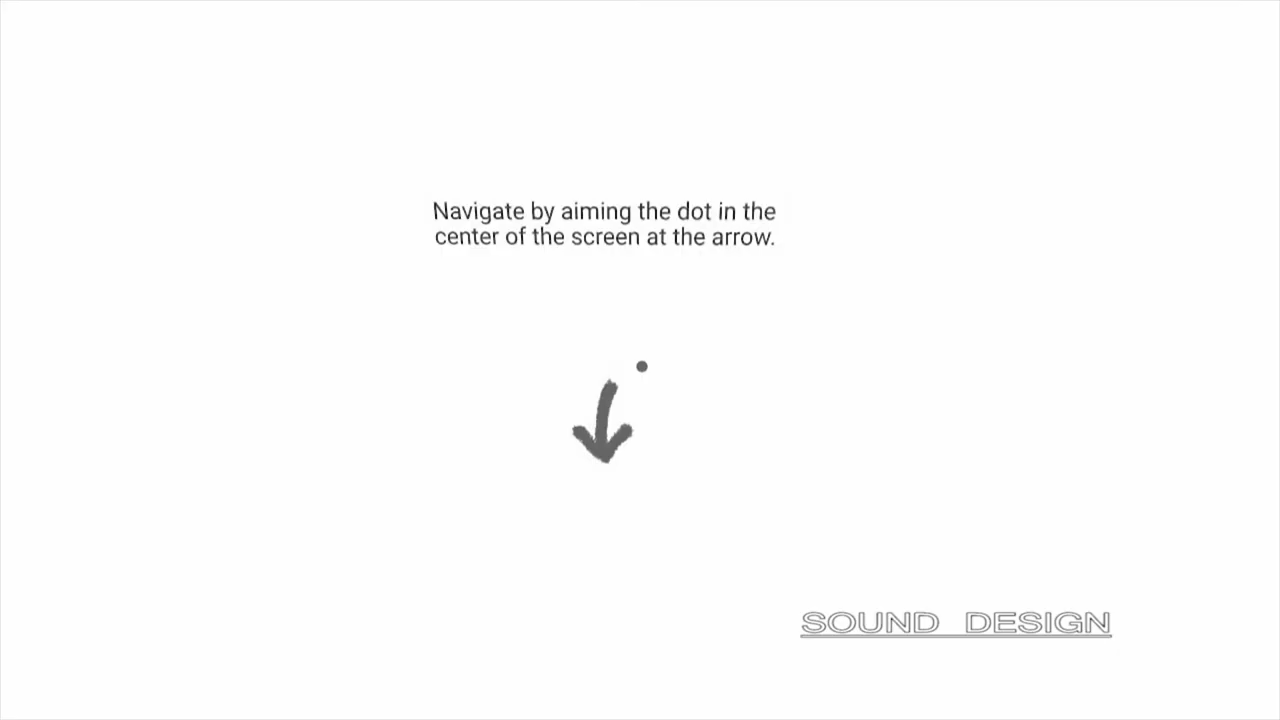 Navigate by aiming the dot in the
center of the screen at the arrow.
SOUND DESIGN